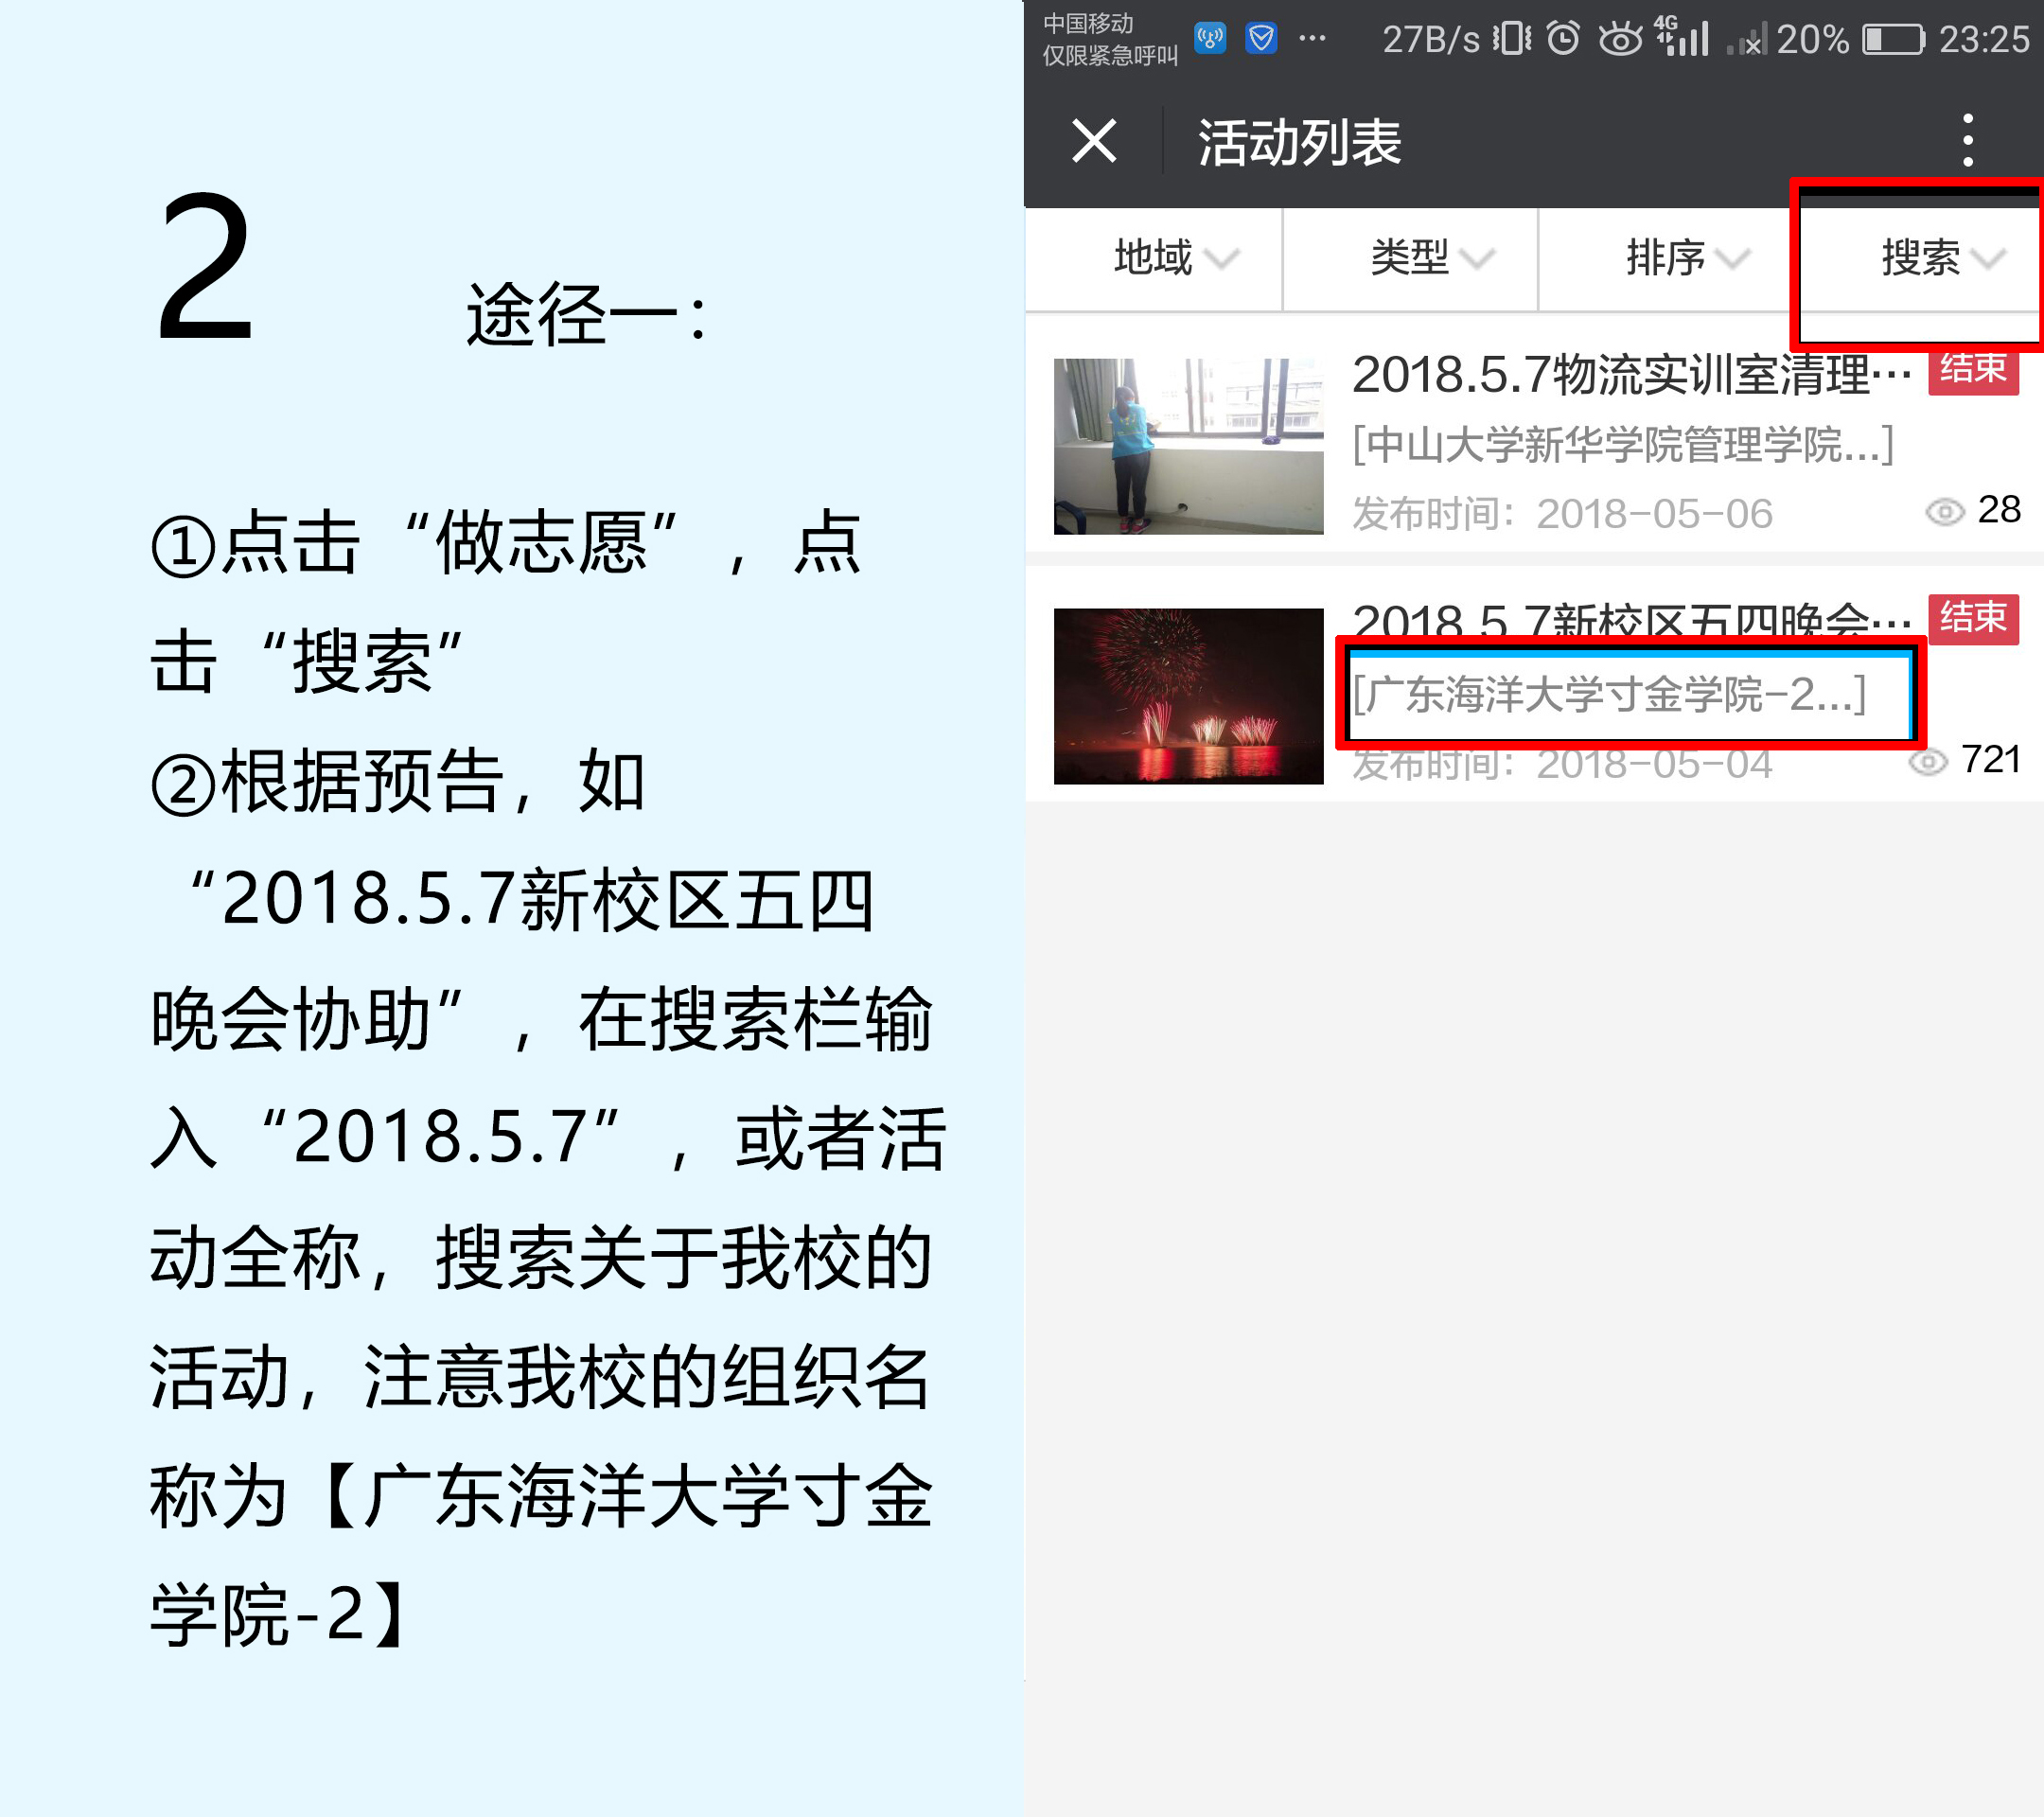 2
途径一：
①点击“做志愿”，点
击“搜索”
②根据预告，如
“2018.5.7新校区五四
晚会协助”，在搜索栏输
入“2018.5.7”，或者活
动全称，搜索关于我校的
活动，注意我校的组织名
称为【广东海洋大学寸金
学院-2】
中国移动
仅限紧急呼叫
27B/s 4G 20% 23:25
活动列表
地域 类型 排序 搜索
2018.5.7物流实训室清理… 结束
[中山大学新华学院管理学院...]
发布时间：2018-05-06 28
2018.5.7新校区五四晚会… 结束
[广东海洋大学寸金学院-2...]
发布时间：2018-05-04 721